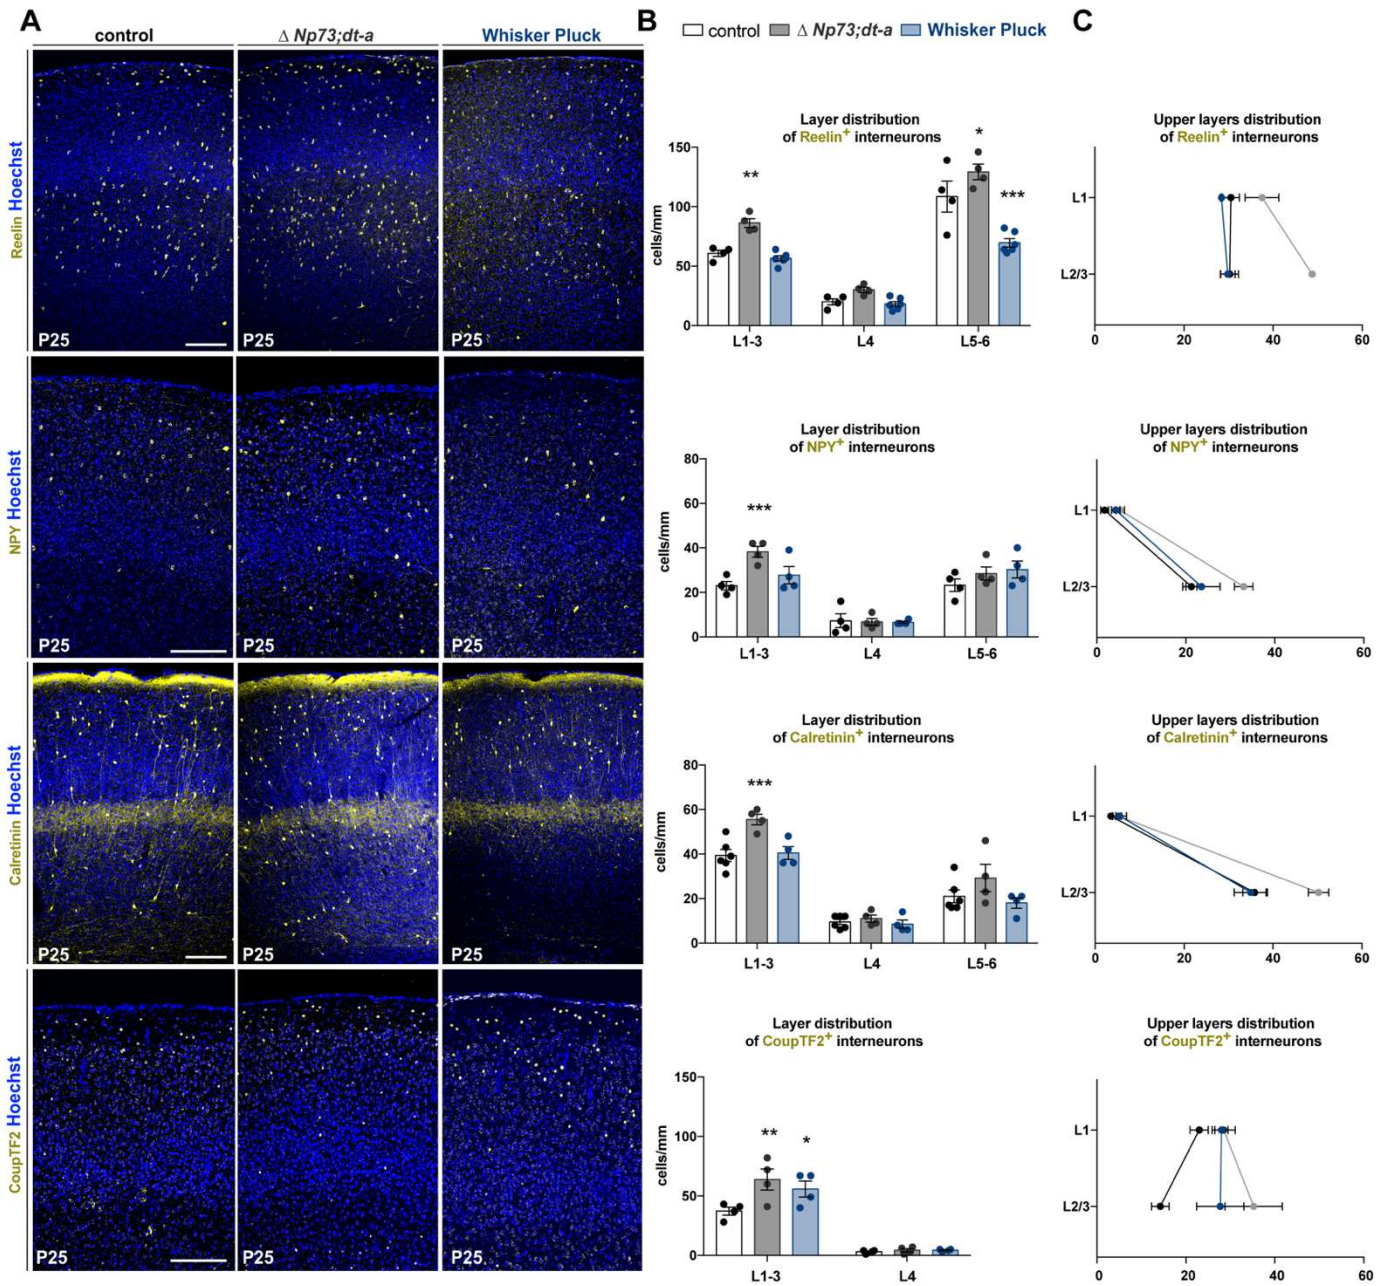 A
control
Δ Np73;dt-a
Whisker Pluck
Reelin Hoechst
P25
P25
P25
NPY Hoechst
P25
P25
P25
Calretinin Hoechst
P25
P25
P25
CoupTF2 Hoechst
P25
P25
P25
B
control Δ Np73;dt-a Whisker Pluck
Layer distribution
of Reelin+ interneurons
cells/mm
150
100
50
0
**
*
***
L1-3 L4 L5-6
Layer distribution
of NPY+ interneurons
cells/mm
80
60
40
20
0
***
L1-3 L4 L5-6
Layer distribution
of Calretinin+ interneurons
cells/mm
80
60
40
20
0
***
L1-3 L4 L5-6
Layer distribution
of CoupTF2+ interneurons
cells/mm
150
100
50
0
**
*
L1-3 L4
C
Upper layers distribution
of Reelin+ interneurons
L1
L2/3
0 20 40 60
Upper layers distribution
of NPY+ interneurons
L1
L2/3
0 20 40 60
Upper layers distribution
of Calretinin+ interneurons
L1
L2/3
0 20 40 60
Upper layers distribution
of CoupTF2+ interneurons
L1
L2/3
0 20 40 60